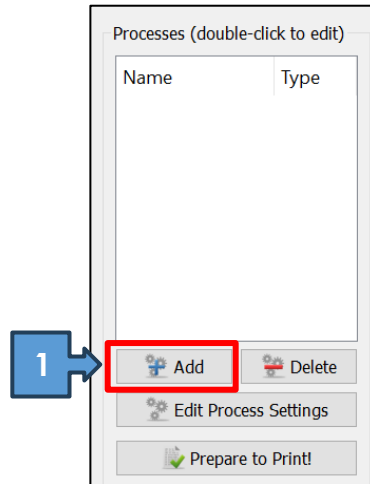 Processes (double-click to edit)
Name Type
1
Add Delete
Edit Process Settings
Prepare to Print!